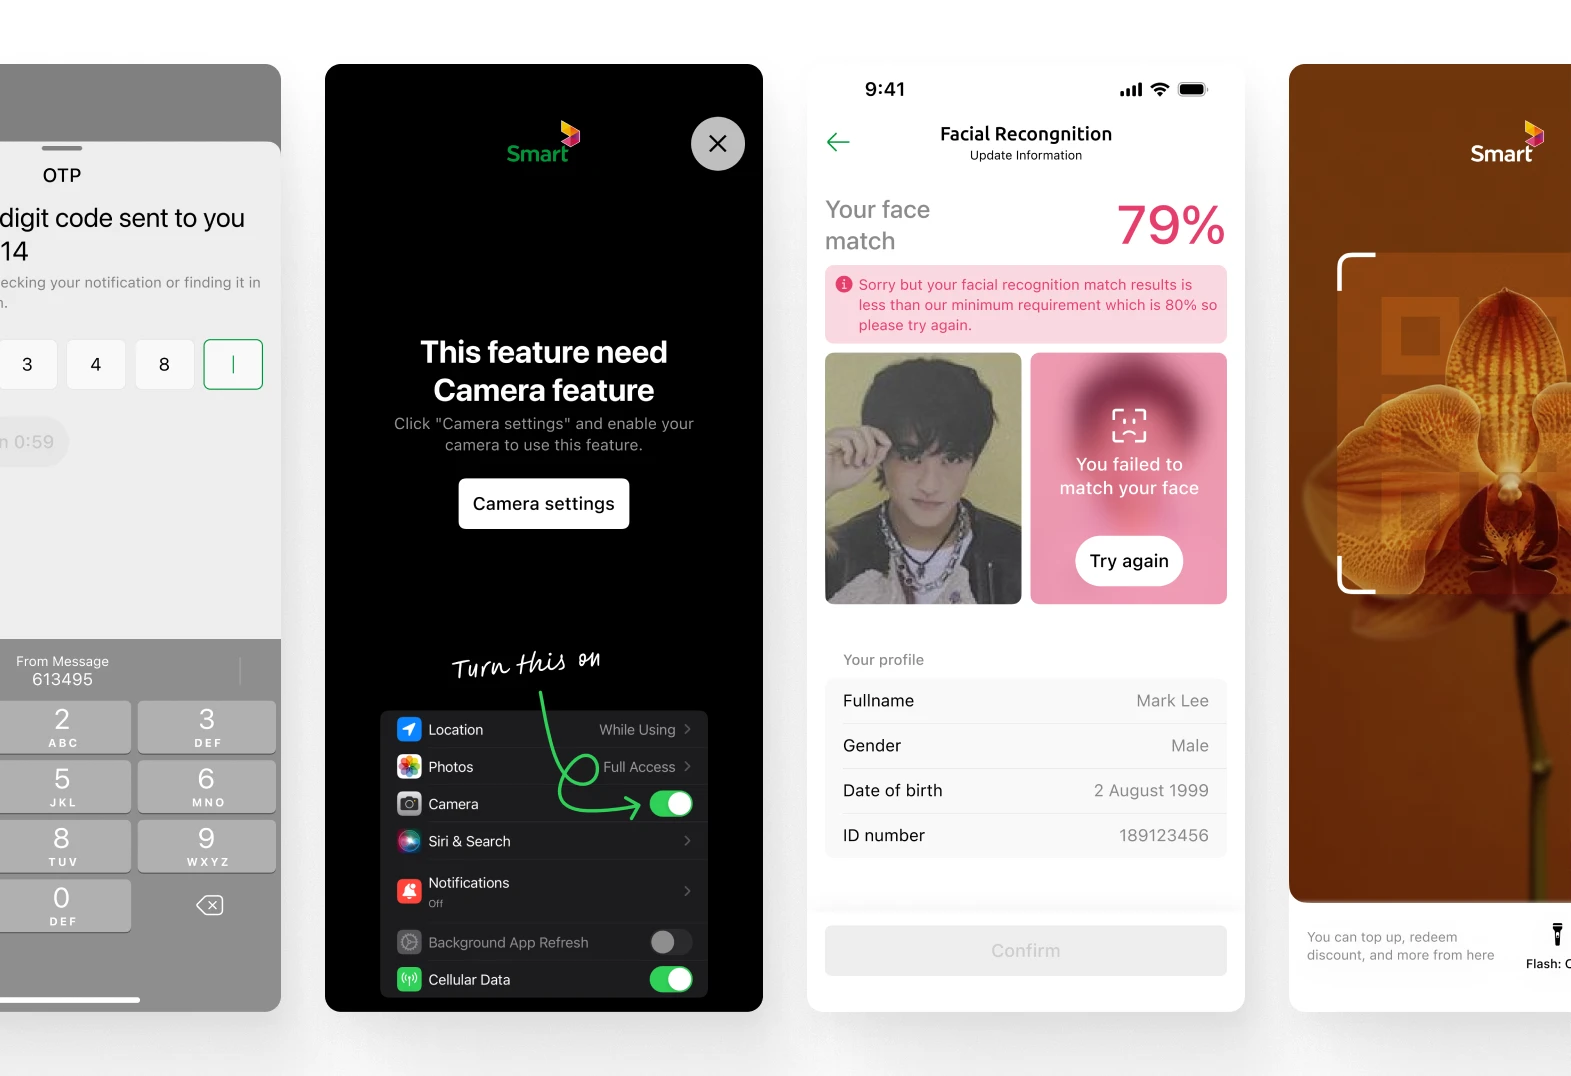 OTP
digit code sent to you
14
ecking your notification or finding it in
3
4
8
n 0:59
From Message
613495
2
ABC
3
DEF
5
JKL
6
MNO
8
TUV
9
WXYZ
0
DEF
Smart
This feature need
Camera feature
Click "Camera settings" and enable your
camera to use this feature.
Camera settings
Turn this on
Location
While Using
Photos
Full Access
Camera
Siri & Search
Notifications
Off
Background App Refresh
Cellular Data
9:41
Facial Recongnition
Update Information
Your face
match
79%
Sorry but your facial recognition match results is
less than our minimum requirement which is 80% so
please try again.
You failed to
match your face
Try again
Your profile
Fullname
Mark Lee
Gender
Male
Date of birth
2 August 1999
ID number
189123456
Confirm
Smart
You can top up, redeem
discount, and more from here
Flash: